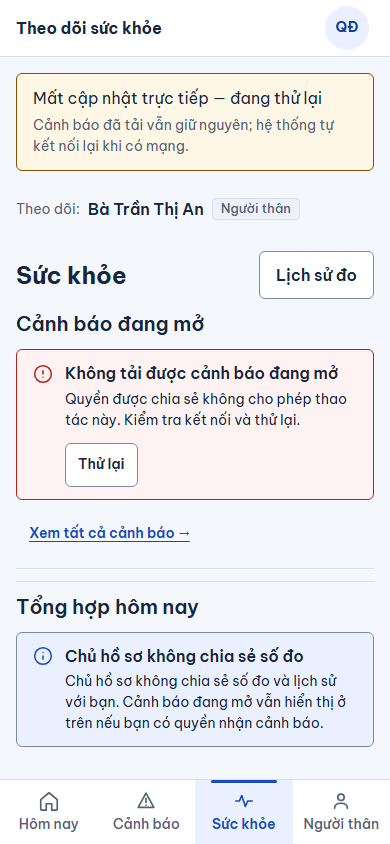 Theo dõi sức khỏe
QĐ
Mất cập nhật trực tiếp — đang thử lại
Cảnh báo đã tải vẫn giữ nguyên; hệ thống tự
kết nối lại khi có mạng.
Theo dõi: Bà Trần Thị An Người thân
Sức khỏe
Lịch sử đo
Cảnh báo đang mở
Không tải được cảnh báo đang mở
Quyền được chia sẻ không cho phép thao
tác này. Kiểm tra kết nối và thử lại.
Thử lại
Xem tất cả cảnh báo →
Tổng hợp hôm nay
Chủ hồ sơ không chia sẻ số đo
Chủ hồ sơ không chia sẻ số đo và lịch sử
với bạn. Cảnh báo đang mở vẫn hiển thị ở
trên nếu bạn có quyền nhận cảnh báo.
Hôm nay Cảnh báo Sức khỏe Người thân